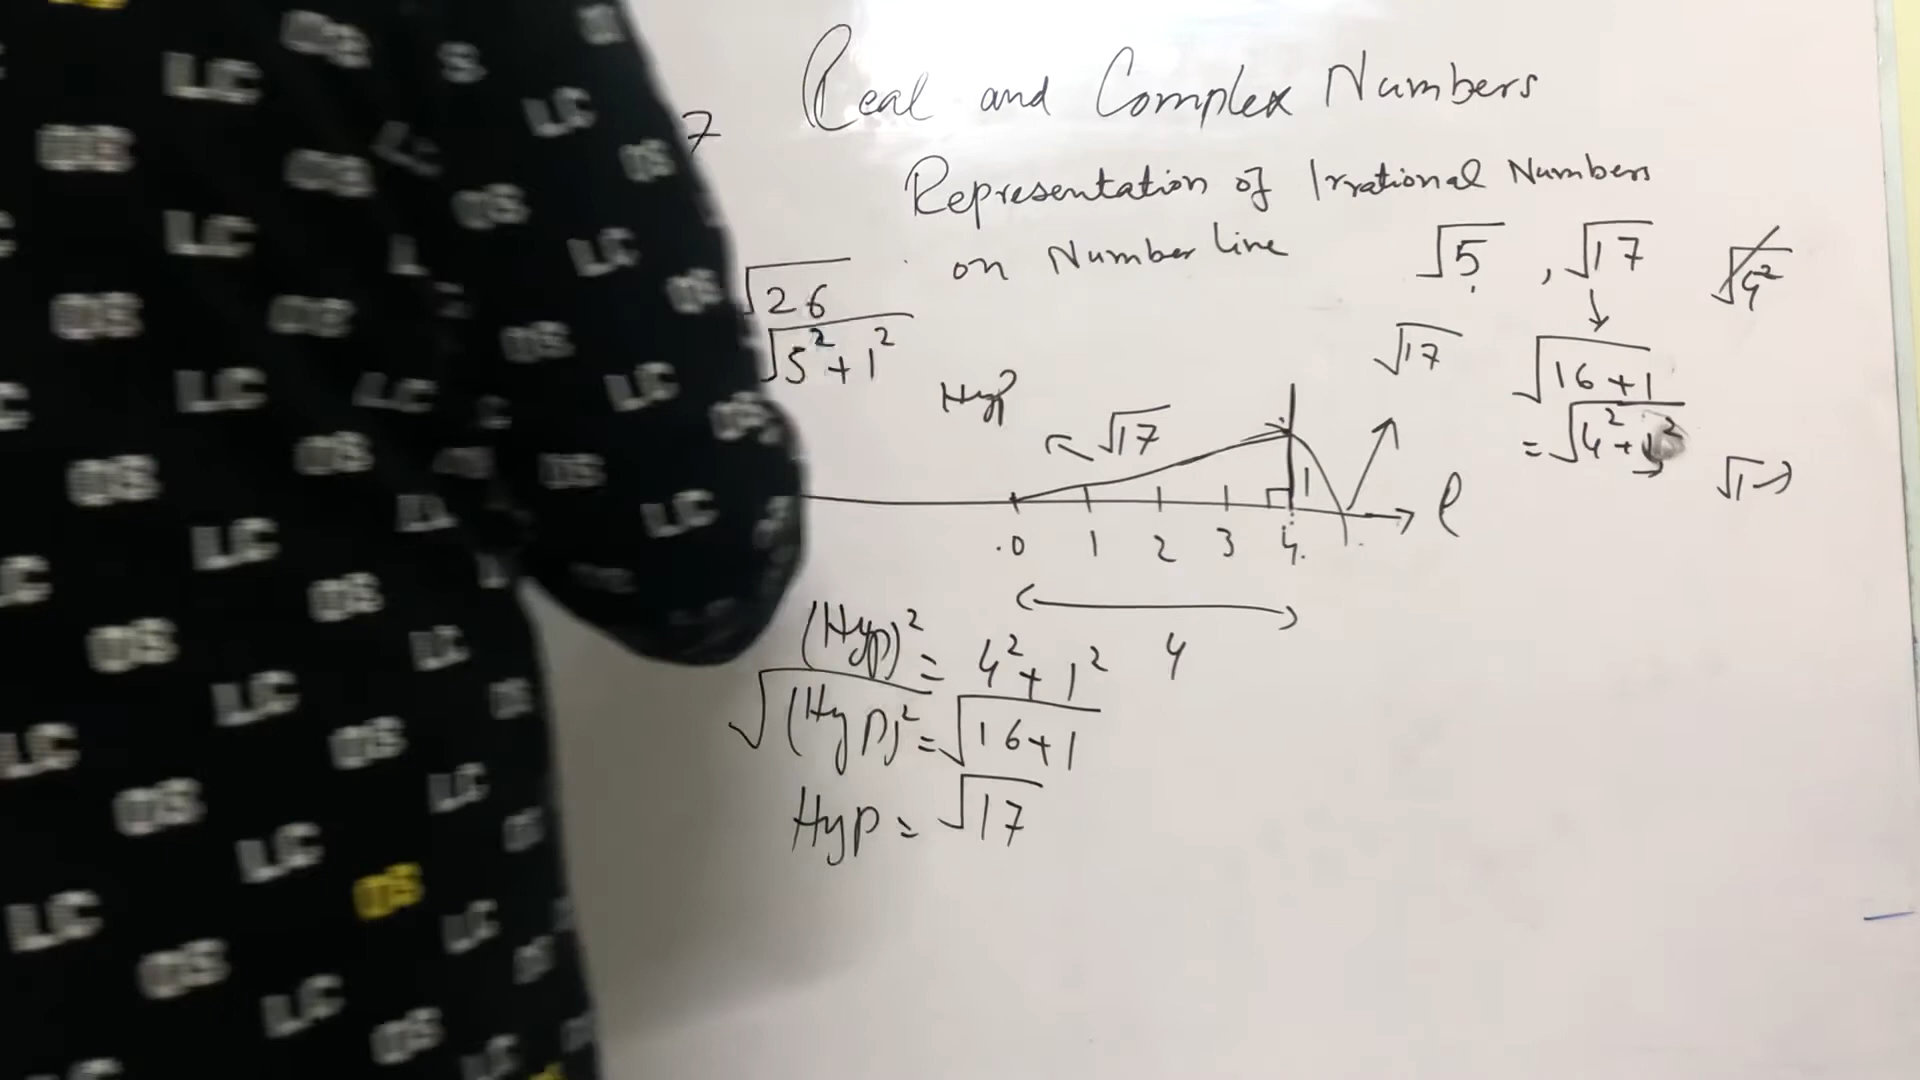 Real and Complex Numbers
7
Representation of Irrational Numbers
on Number line
√5 , √17
√4²
√26
√5²+1²
√17
√16+1
= √4²+1²
Hyp
√17
1
l
.0 1 2 3 4.
4
(Hyp)² = 4²+1²
√(Hyp)² = √16+1
Hyp = √17